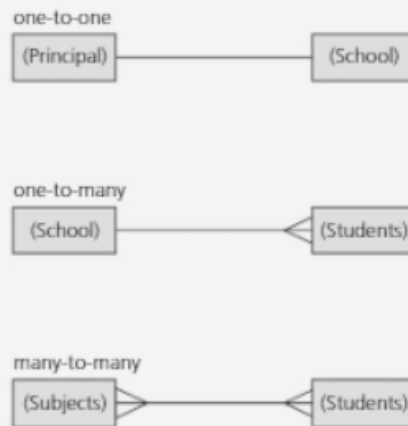 one-to-one
(Principal) (School)
one-to-many
(School) (Students)
many-to-many
(Subjects) (Students)